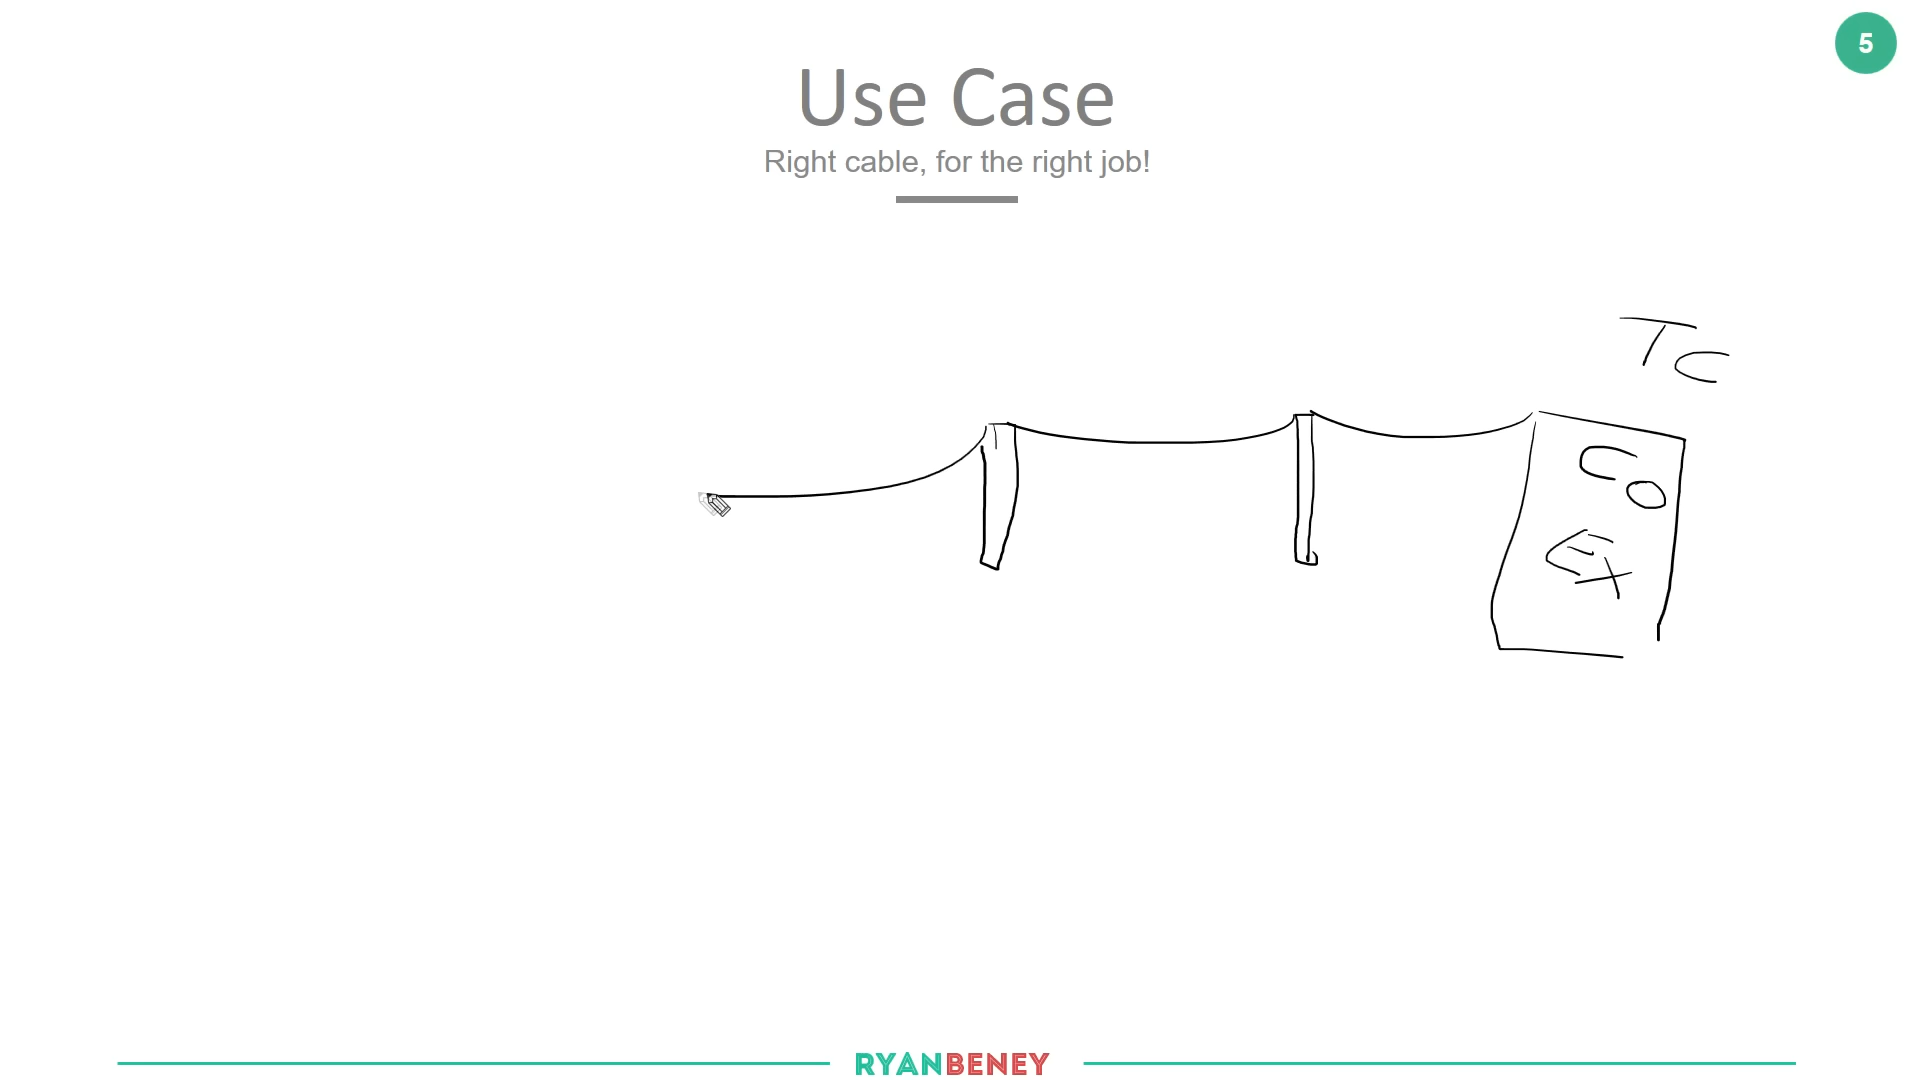 5
Use Case
Right cable, for the right job!
TC
CO
RYANBENEY